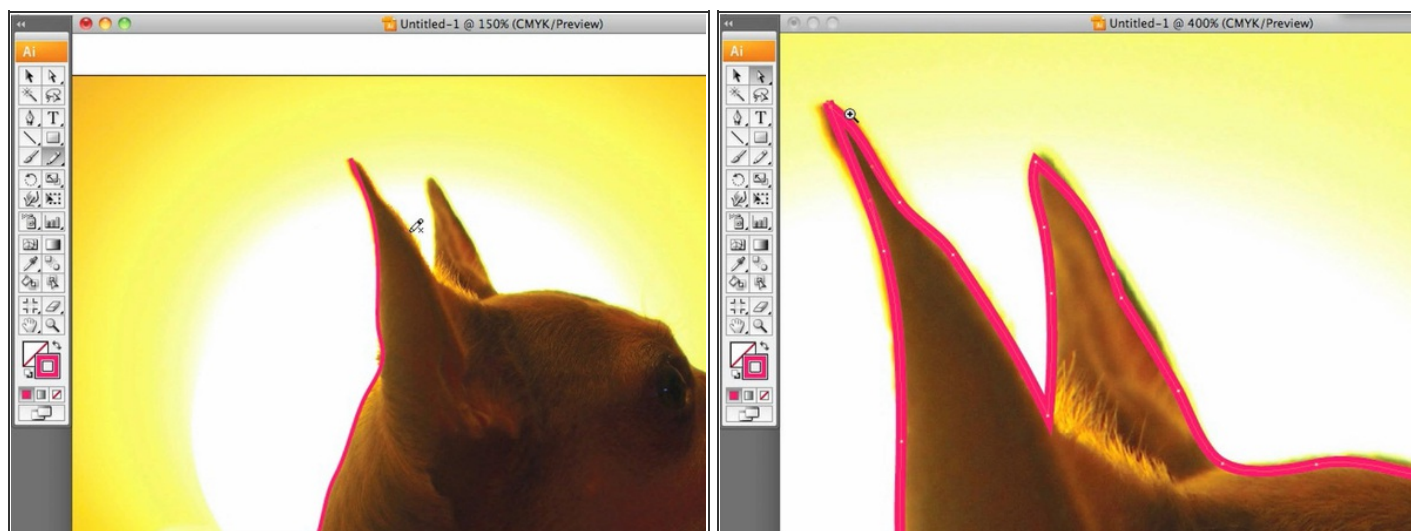 Untitled-1 @ 150% (CMYK/Preview)
Ai
T
Untitled-1 @ 400% (CMYK/Preview)
Ai
T